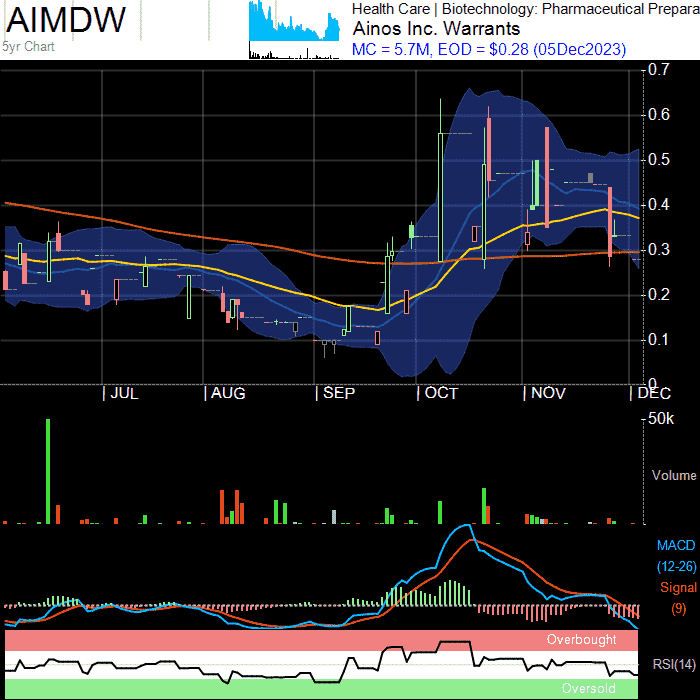 AIMDW
5yr Chart
Health Care | Biotechnology: Pharmaceutical Prepara
Ainos Inc. Warrants
MC = 5.7M, EOD = $0.28 (05Dec2023)
0.7
0.6
0.5
0.4
0.3
0.2
0.1
0
| JUL | AUG | SEP | OCT | NOV | DEC
50k
Volume
MACD
(12-26)
Signal
(9)
Overbought
RSI(14)
Oversold